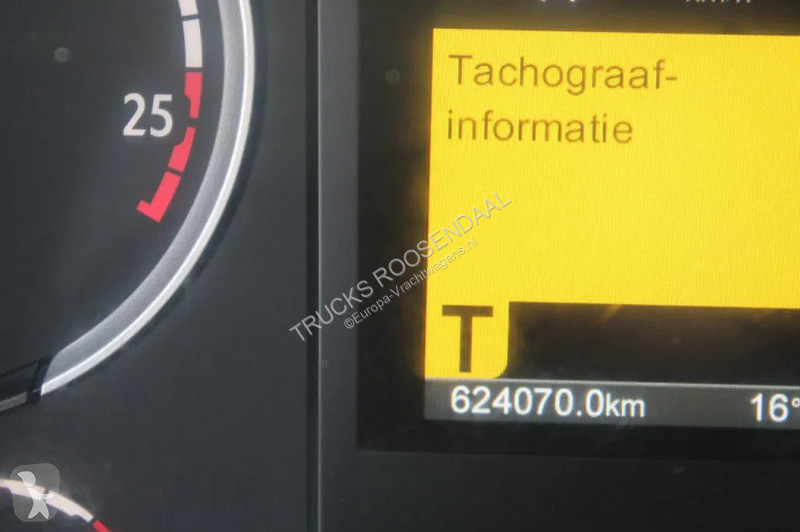 25
Tachograaf-
informatie
TRUCKS ROOSENDAAL
©Europa-Vrachtwagens.nl
T
624070.0km
16°